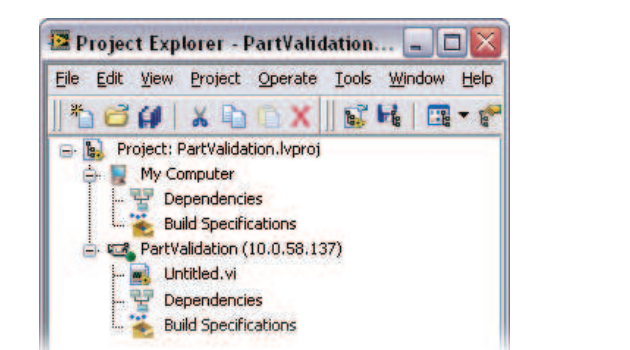 Project Explorer - PartValidation...
File Edit View Project Operate Tools Window Help
Project: PartValidation.lvproj
My Computer
Dependencies
Build Specifications
PartValidation (10.0.58.137)
Untitled.vi
Dependencies
Build Specifications